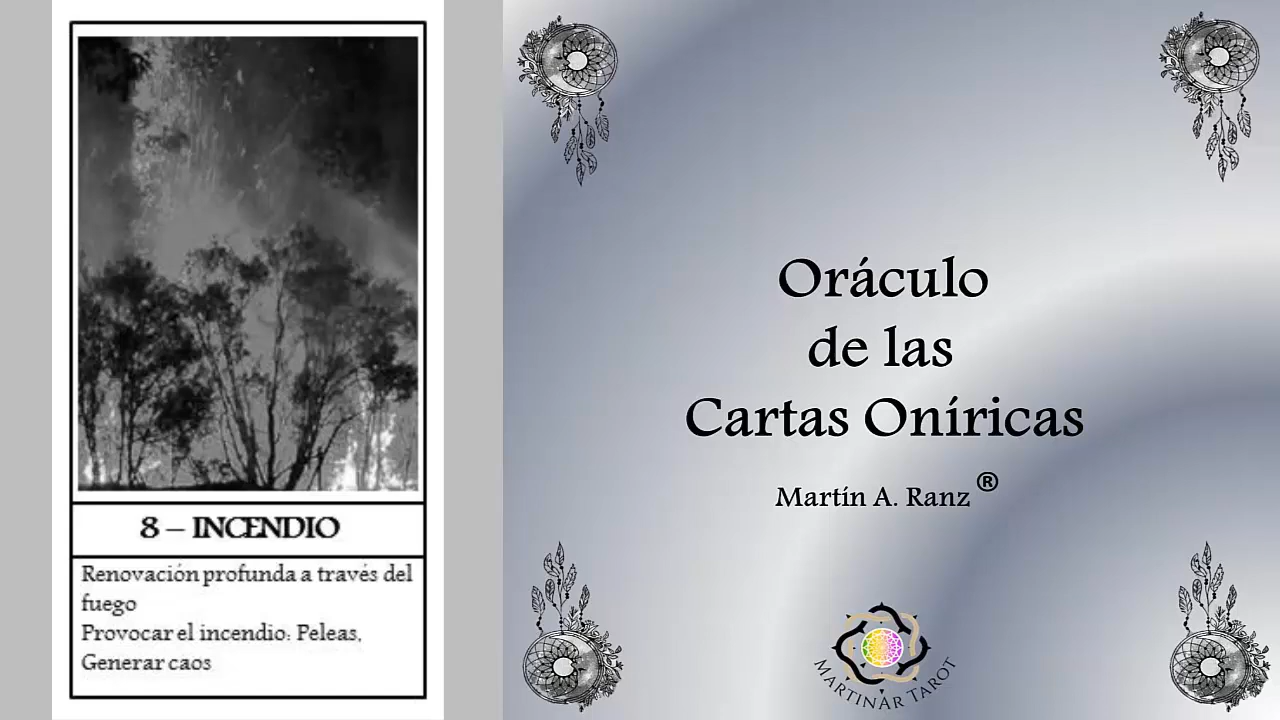 8 – INCENDIO
Renovación profunda a través del
fuego
Provocar el incendio: Peleas,
Generar caos
Oráculo
de las
Cartas Oníricas
Martín A. Ranz ®
MARTINAR TAROT